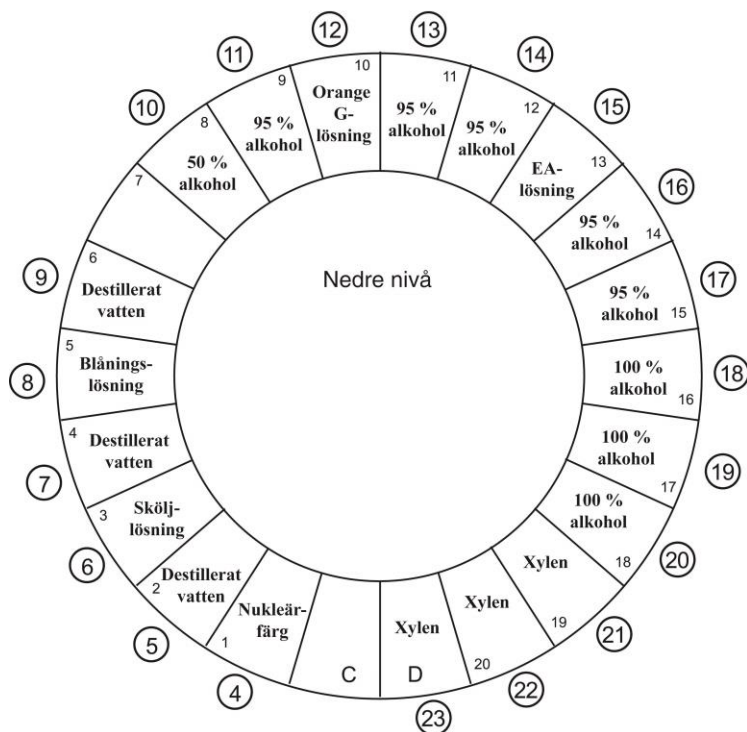 12
13
11
14
10
15
9
10
11
8
12
Orange
G-
lösning
95 %
alkohol
95 %
alkohol
95 %
alkohol
50 %
alkohol
EA-
lösning
13
16
7
95 %
alkohol
14
6
9
Destillerat
vatten
Nedre nivå
95 %
alkohol
15
17
5
8
Blånings-
lösning
100 %
alkohol
16
18
4
7
Destillerat
vatten
100 %
alkohol
17
19
3
6
Skölj-
lösning
100 %
alkohol
18
20
Destillerat
vatten
2
5
Xylen
19
21
Nukleär-
färg
1
4
C
Xylen
D
23
Xylen
20
22